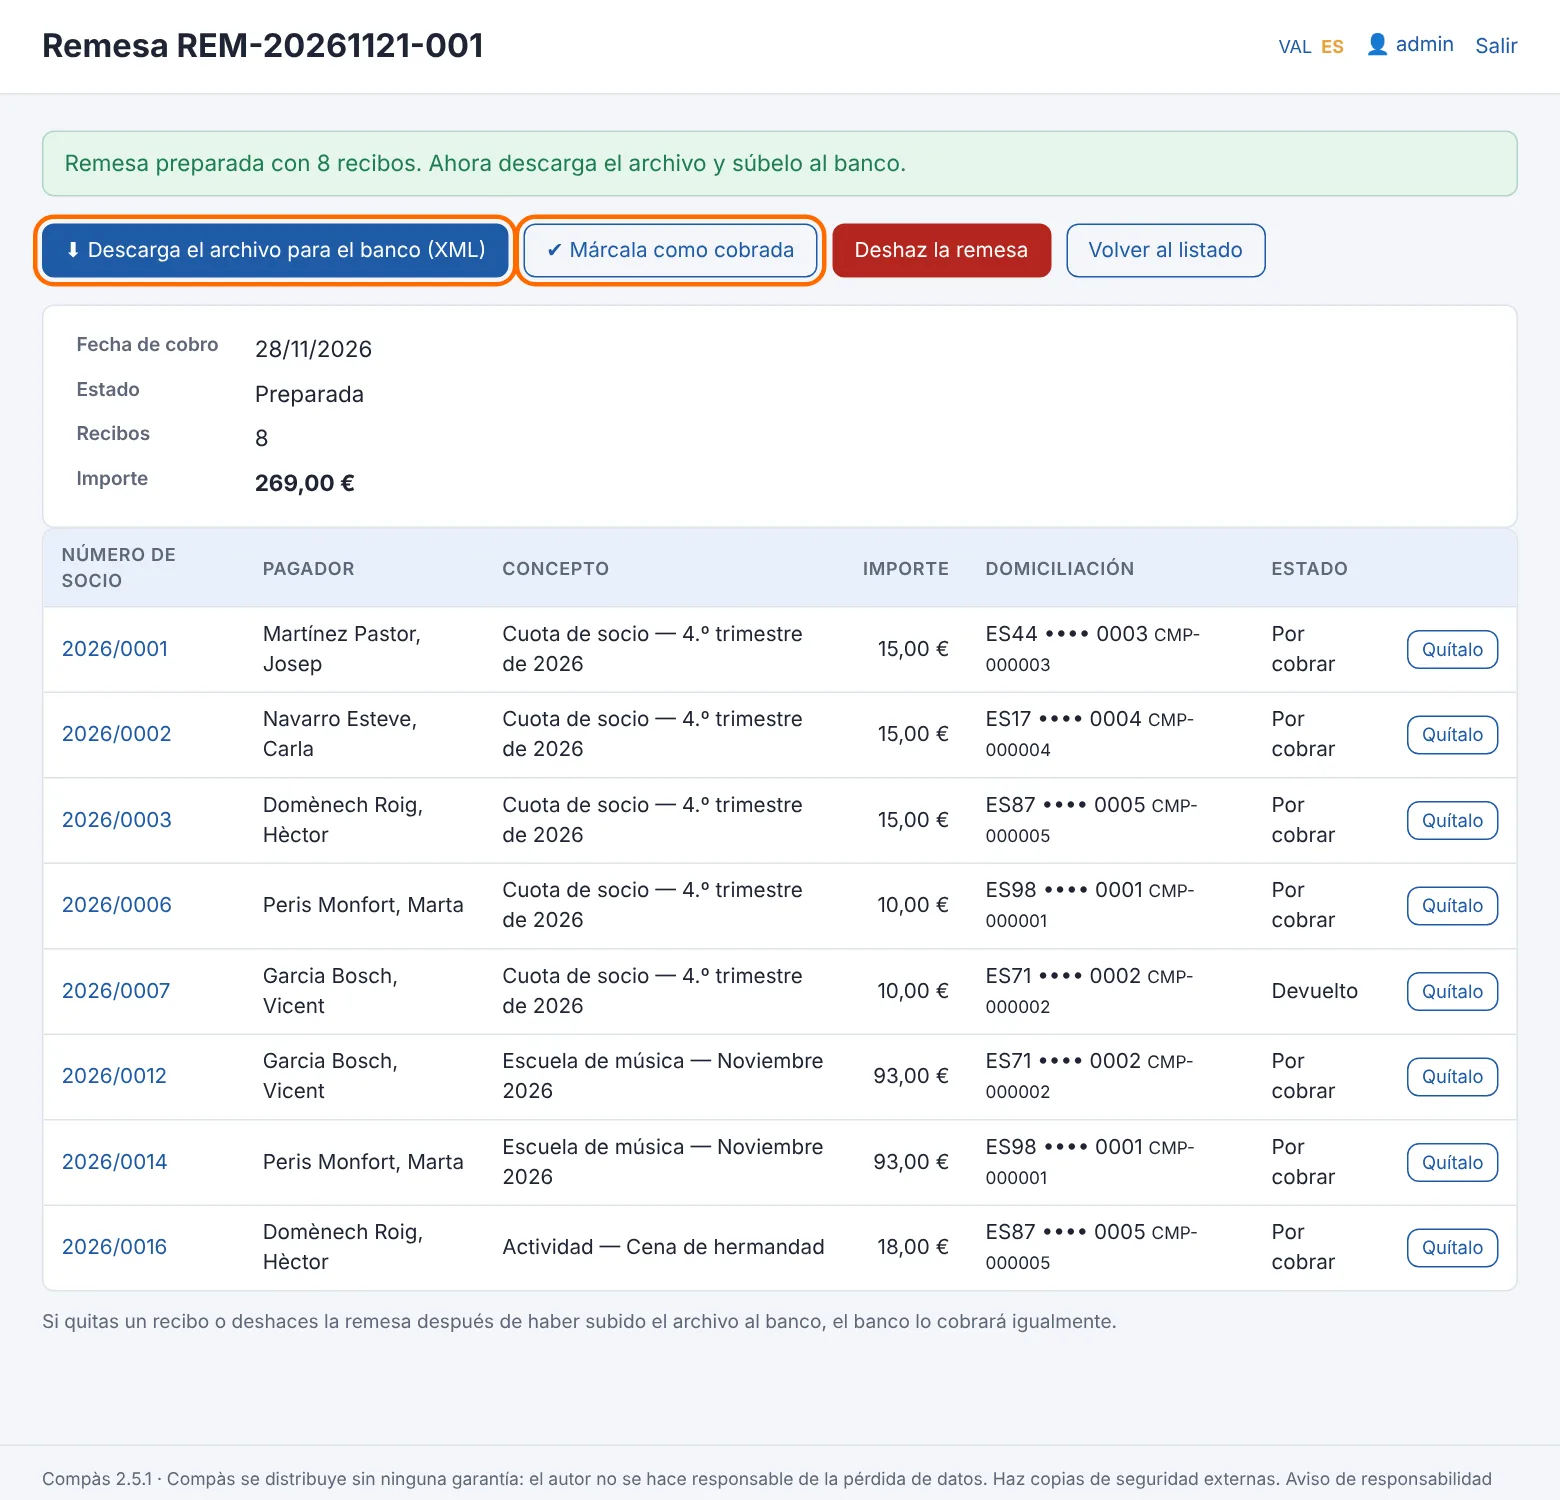 Remesa REM-20261121-001
VAL ES admin Salir
Remesa preparada con 8 recibos. Ahora descarga el archivo y súbelo al banco.
⬇ Descarga el archivo para el banco (XML) ✔ Márcala como cobrada Deshaz la remesa Volver al listado
Fecha de cobro 28/11/2026
Estado Preparada
Recibos 8
Importe 269,00 €
NÚMERO DE SOCIO PAGADOR CONCEPTO IMPORTE DOMICILIACIÓN ESTADO
2026/0001 Martínez Pastor, Josep Cuota de socio — 4.º trimestre de 2026 15,00 € ES44 •••• 0003 CMP-000003 Por cobrar Quítalo
2026/0002 Navarro Esteve, Carla Cuota de socio — 4.º trimestre de 2026 15,00 € ES17 •••• 0004 CMP-000004 Por cobrar Quítalo
2026/0003 Domènech Roig, Hèctor Cuota de socio — 4.º trimestre de 2026 15,00 € ES87 •••• 0005 CMP-000005 Por cobrar Quítalo
2026/0006 Peris Monfort, Marta Cuota de socio — 4.º trimestre de 2026 10,00 € ES98 •••• 0001 CMP-000001 Por cobrar Quítalo
2026/0007 Garcia Bosch, Vicent Cuota de socio — 4.º trimestre de 2026 10,00 € ES71 •••• 0002 CMP-000002 Devuelto Quítalo
2026/0012 Garcia Bosch, Vicent Escuela de música — Noviembre 2026 93,00 € ES71 •••• 0002 CMP-000002 Por cobrar Quítalo
2026/0014 Peris Monfort, Marta Escuela de música — Noviembre 2026 93,00 € ES98 •••• 0001 CMP-000001 Por cobrar Quítalo
2026/0016 Domènech Roig, Hèctor Actividad — Cena de hermandad 18,00 € ES87 •••• 0005 CMP-000005 Por cobrar Quítalo
Si quitas un recibo o deshaces la remesa después de haber subido el archivo al banco, el banco lo cobrará igualmente.
Compàs 2.5.1 · Compàs se distribuye sin ninguna garantía: el autor no se hace responsable de la pérdida de datos. Haz copias de seguridad externas. Aviso de responsabilidad